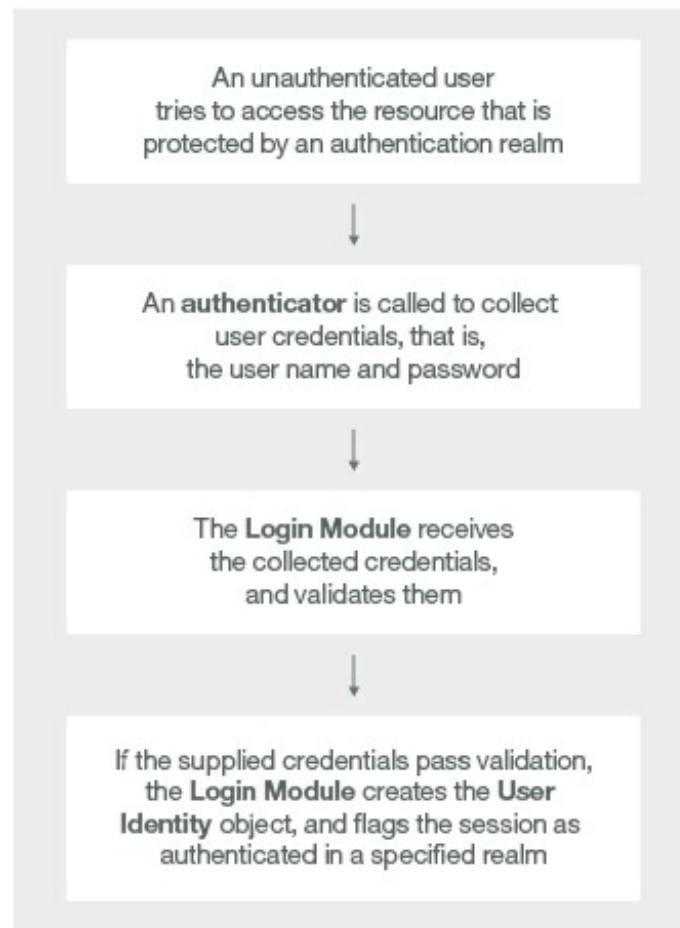 An unauthenticated user
tries to access the resource that is
protected by an authentication realm
An authenticator is called to collect
user credentials, that is,
the user name and password
The Login Module receives
the collected credentials,
and validates them
If the supplied credentials pass validation,
the Login Module creates the User
Identity object, and flags the session as
authenticated in a specified realm